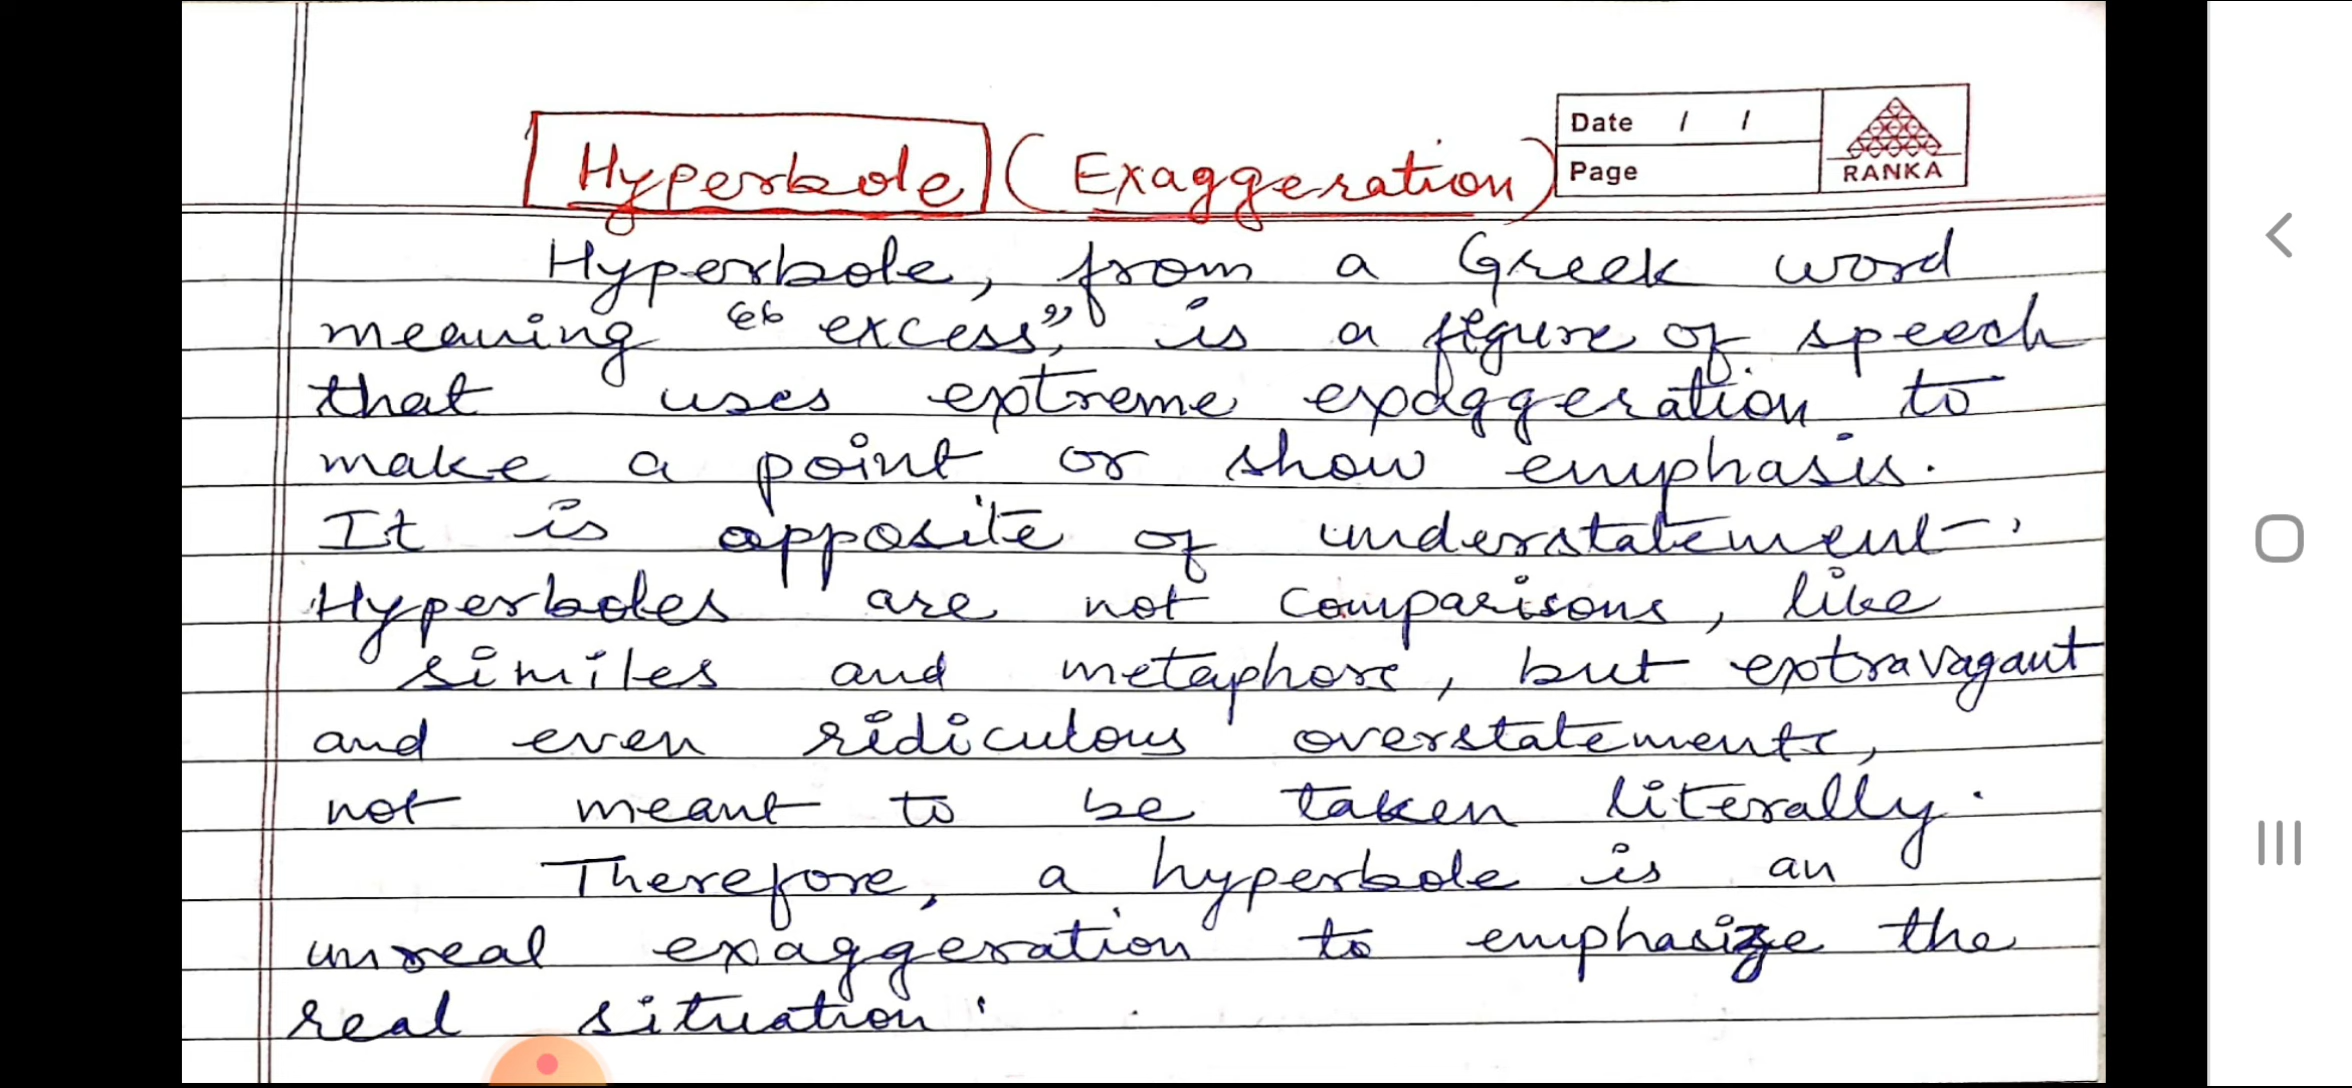 Date / /
Page
RANKA
Hyperbole (Exaggeration)
Hyperbole, from a Greek word
meaning “excess”, is a figure of speech
that uses extreme exaggeration to
make a point or show emphasis.
It is opposite of understatement.
Hyperboles are not comparisons, like
similes and metaphors, but extravagant
and even ridiculous overstatements,
not meant to be taken literally.
Therefore, a hyperbole is an
unreal exaggeration to emphasize the
real situation.